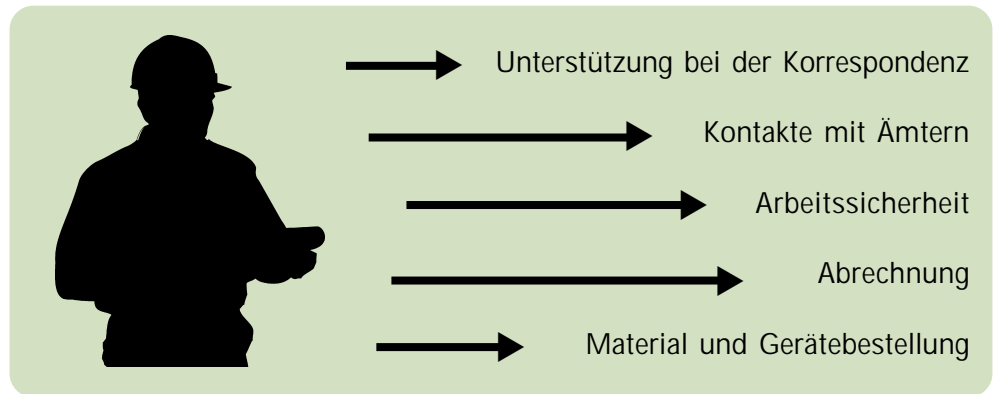 Unterstützung bei der Korrespondenz
Kontakte mit Ämtern
Arbeitssicherheit
Abrechnung
Material und Gerätebestellung